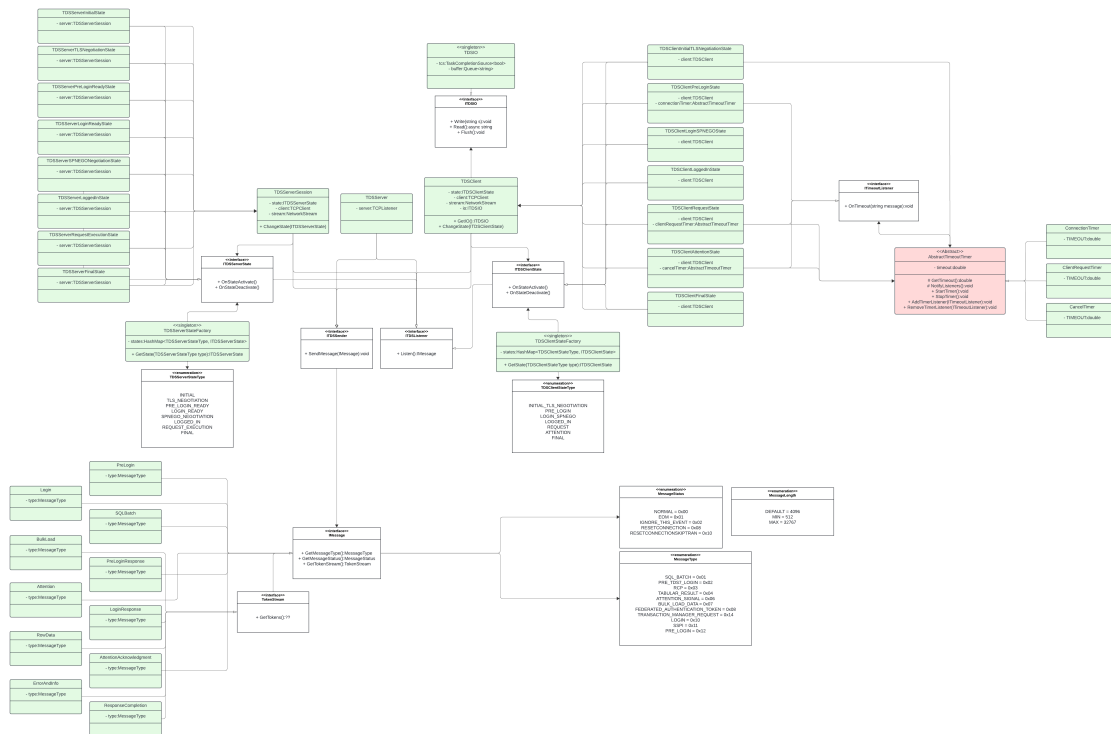 TDSServerInitialState
- server:TDSServerSession
TDSServerTLSNegotiationState
- server:TDSServerSession
TDSServerPreLoginReadyState
- server:TDSServerSession
TDSServerLoginReadyState
- server:TDSServerSession
TDSServerSPNEGONegotiationState
- server:TDSServerSession
TDSServerLoggedInState
- server:TDSServerSession
TDSServerRequestExecutionState
- server:TDSServerSession
TDSServerFinalState
- server:TDSServerSession
TDSServerSession
- state:ITDSServerState
- client:TCPClient
- stream:NetworkStream
+ ChangeState(ITDSServerState)
TDSServer
- server:TCPListener
<<singleton>>
TDSIO
- tcs:TaskCompletionSource<bool>
- buffer:Queue<string>
<<interface>>
ITDSIO
+ Write(string s):void
+ Read():async string
+ Flush():void
TDSClient
- state:ITDSClientState
- client:TCPClient
- stream:NetworkStream
- io:ITDSIO
+ GetIO():ITDSIO
+ ChangeState(ITDSClientState)
TDSClientInitialTLSNegotiationState
- client:TDSClient
TDSClientPreLoginState
- client:TDSClient
- connectionTimer:AbstractTimeoutTimer
TDSClientLoginSPNEGOState
- client:TDSClient
TDSClientLoggedInState
- client:TDSClient
TDSClientRequestState
- client:TDSClient
- clientRequestTimer:AbstractTimeoutTimer
TDSClientAttentionState
- client:TDSClient
- cancelTimer:AbstractTimeoutTimer
TDSClientFinalState
- client:TDSClient
<<interface>>
ITimeoutListener
+ OnTimeout(string message):void
<<Abstract>>
AbstractTimeoutTimer
- timeout:double
# GetTimeout():double
# NotifyListeners():void
+ StartTimer():void
+ StopTimer():void
+ AddTimerListener(ITimeoutListener):void
+ RemoveTimerListener(ITimeoutListener):void
ConnectionTimer
- TIMEOUT:double
ClientRequestTimer
- TIMEOUT:double
CancelTimer
- TIMEOUT:double
<<interface>>
ITDSServerState
+ OnStateActivate()
+ OnStateDeactivate()
<<interface>>
ITDSClientState
+ OnStateActivate()
+ OnStateDeactivate()
<<singleton>>
TDSServerStateFactory
- states:HashMap<TDSServerStateType, ITDSServerState>
+ GetState(TDSServerStateType type):ITDSServerState
<<interface>>
ITDSSender
+ SendMessage(Message):void
<<interface>>
ITDSListener
+ Listen():Message
<<singleton>>
TDSClientStateFactory
- states:HashMap<TDSClientStateType, ITDSClientState>
+ GetState(TDSClientStateType type):ITDSClientState
<<enumeration>>
TDSServerStateType
INITIAL
TLS_NEGOTIATION
PRE_LOGIN_READY
LOGIN_READY
SPNEGO_NEGOTIATION
LOGGED_IN
REQUEST_EXECUTION
FINAL
<<enumeration>>
TDSClientStateType
INITIAL_TLS_NEGOTIATION
PRE_LOGIN
LOGIN_SPNEGO
LOGGED_IN
REQUEST
ATTENTION
FINAL
PreLogin
- type:MessageType
Login
- type:MessageType
SQLBatch
- type:MessageType
BulkLoad
- type:MessageType
PreLoginResponse
- type:MessageType
Attention
- type:MessageType
LoginResponse
- type:MessageType
RowData
- type:MessageType
AttentionAcknowledgment
- type:MessageType
ErrorAndInfo
- type:MessageType
ResponseCompletion
- type:MessageType
<<interface>>
IMessage
+ GetMessageType():MessageType
+ GetMessageStatus():MessageStatus
+ GetTokenStream():TokenStream
<<interface>>
TokenStream
+ GetTokens():??
<<enumeration>>
MessageStatus
NORMAL = 0x00
EOM = 0x01
IGNORE_THIS_EVENT = 0x02
RESETCONNECTION = 0x08
RESETCONNECTIONSKIPTRAN = 0x10
<<enumeration>>
MessageLength
DEFAULT = 4096
MIN = 512
MAX = 32767
<<enumeration>>
MessageType
SQL_BATCH = 0x01
PRE_TDS7_LOGIN = 0x02
RCP = 0x03
TABULAR_RESULT = 0x04
ATTENTION_SIGNAL = 0x06
BULK_LOAD_DATA = 0x07
FEDERATED_AUTHENTICATION_TOKEN = 0x08
TRANSACTION_MANAGER_REQUEST = 0x14
LOGIN = 0x10
SSPI = 0x11
PRE_LOGIN = 0x12